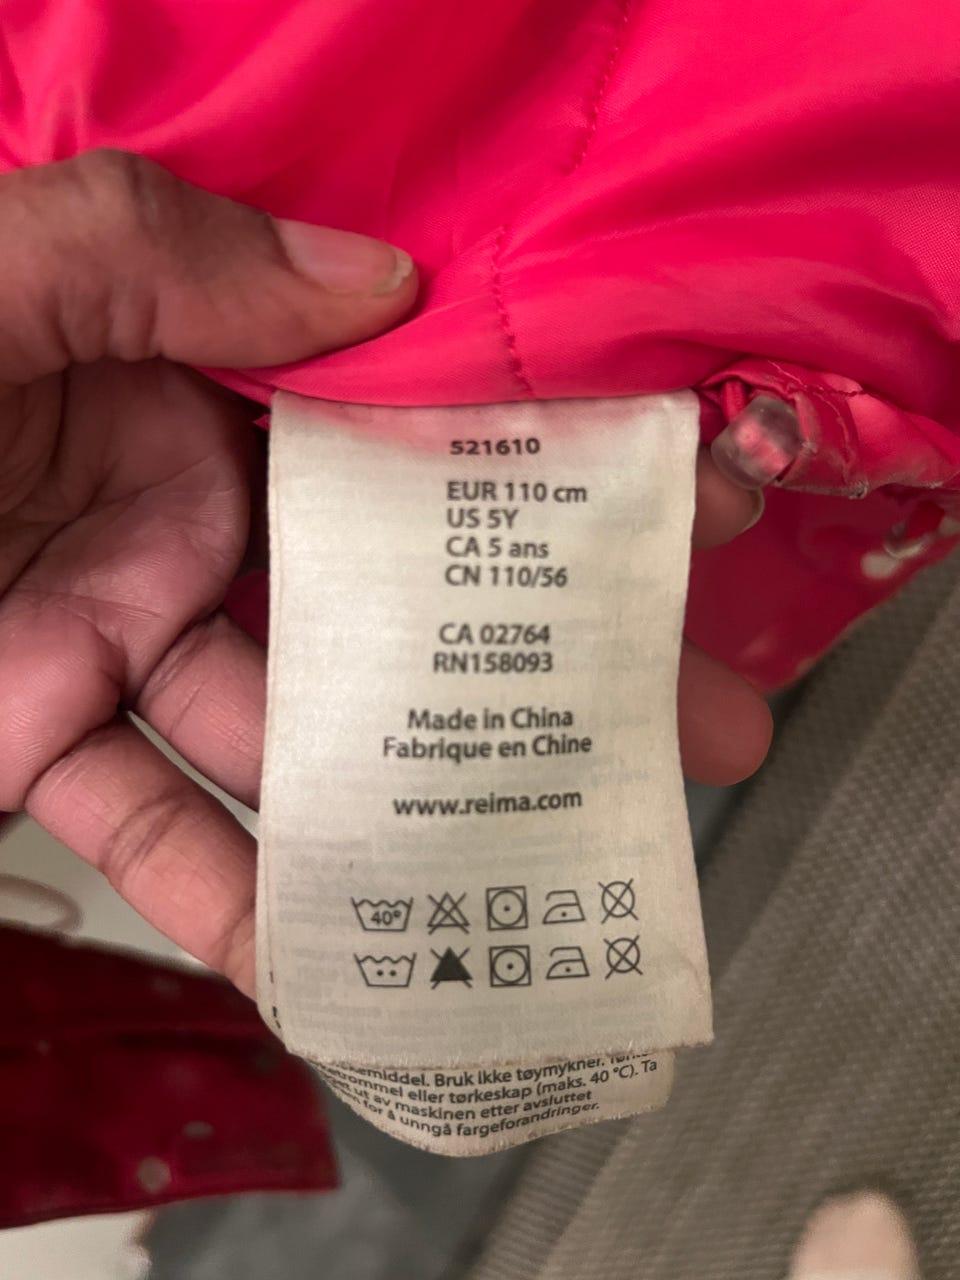 521610
EUR 110 cm
US 5Y
CA 5 ans
CN 110/56
CA 02764
RN158093
Made in China
Fabrique en Chine
www.reima.com
40°
Bruk ikke tøymykner.
eller tørkeskap (maks. 40 °C). Ta
ut av maskinen etter avsluttet
for å unngå fargeforandringer.